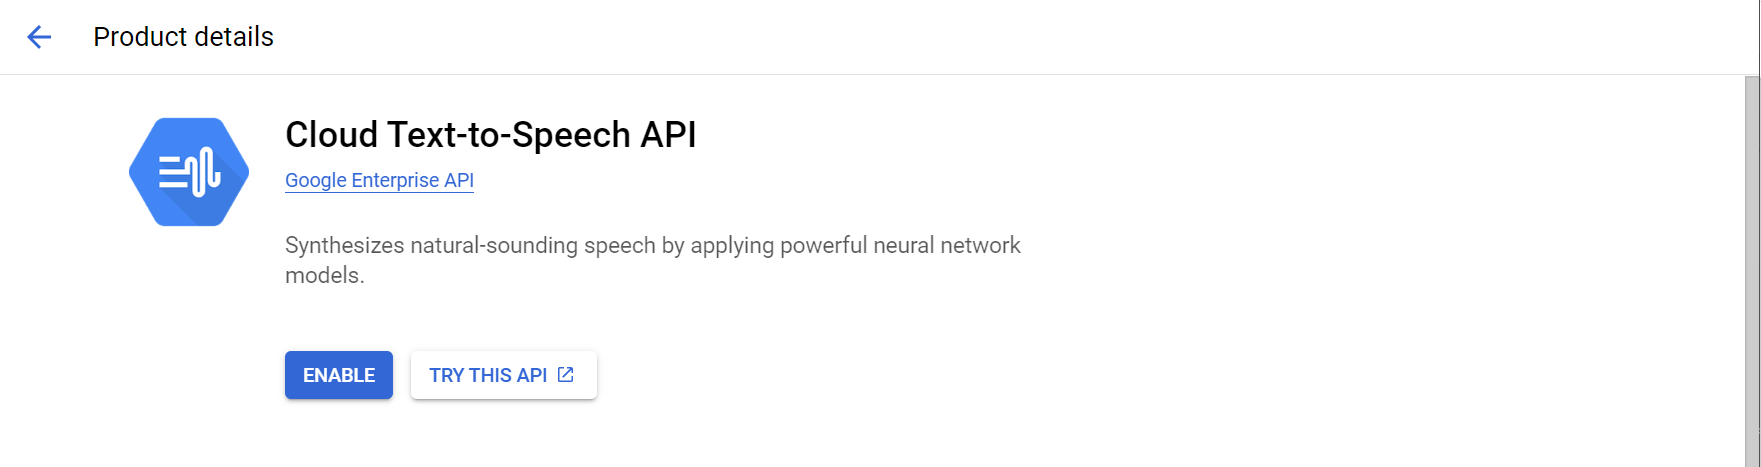 Product details
Cloud Text-to-Speech API
Google Enterprise API
Synthesizes natural-sounding speech by applying powerful neural network
models.
ENABLE
TRY THIS API